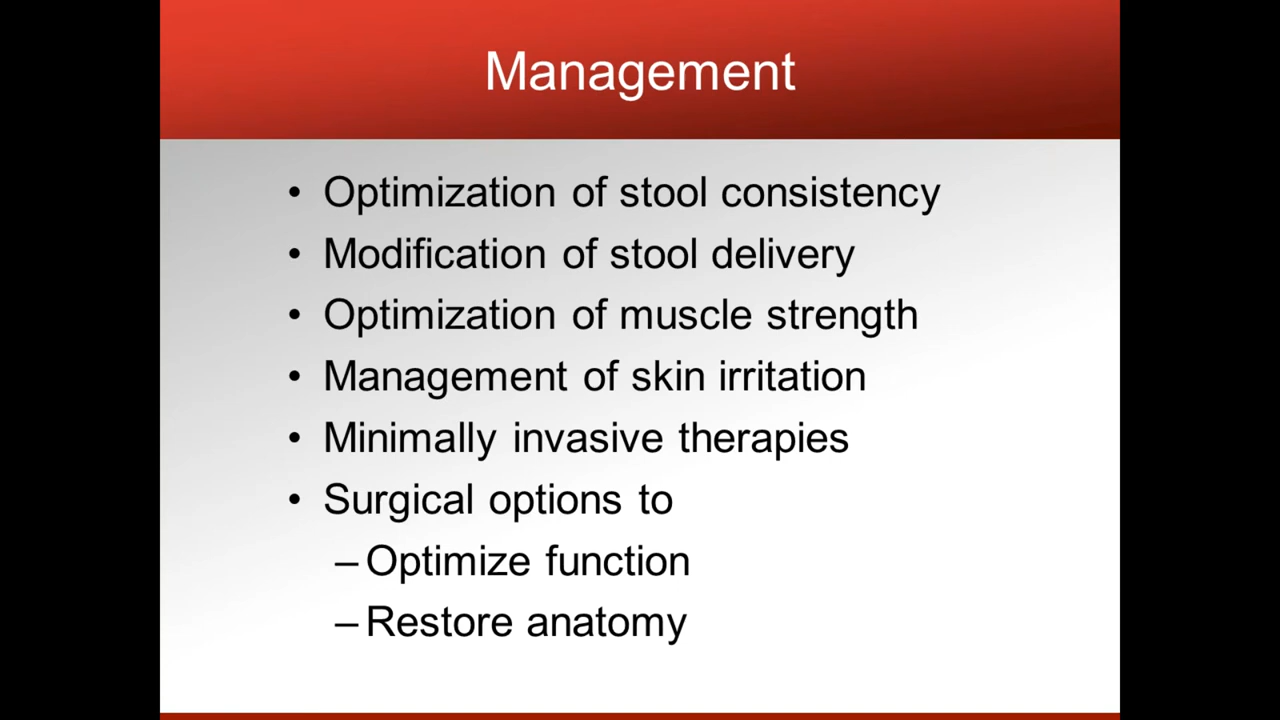 Management
• Optimization of stool consistency
• Modification of stool delivery
• Optimization of muscle strength
• Management of skin irritation
• Minimally invasive therapies
• Surgical options to
– Optimize function
– Restore anatomy